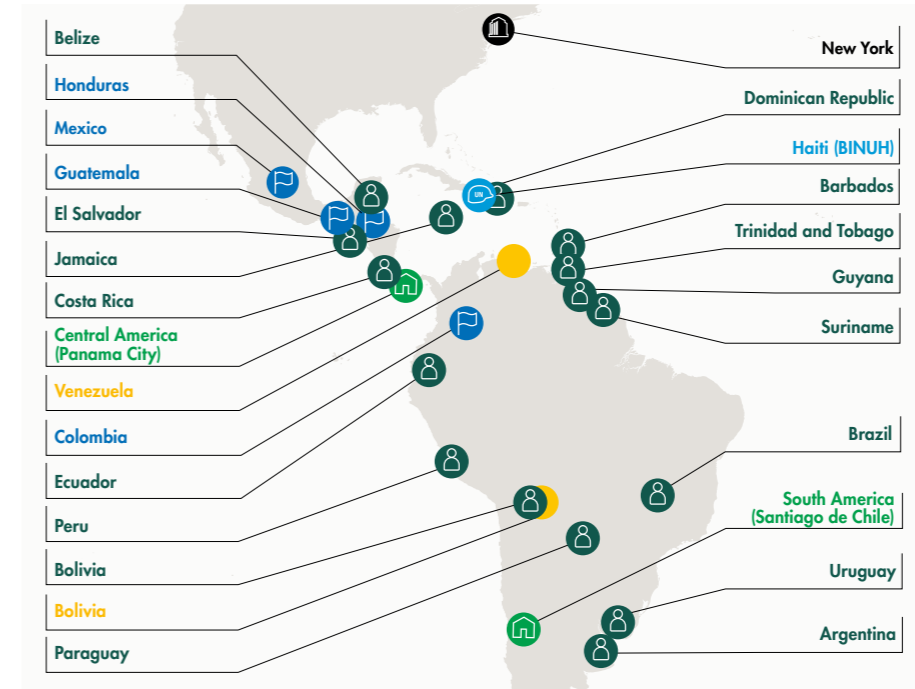 Belize
Honduras
Mexico
Guatemala
El Salvador
Jamaica
Costa Rica
Central America
(Panama City)
Venezuela
Colombia
Ecuador
Peru
Bolivia
Bolivia
Paraguay
New York
Dominican Republic
Haiti (BINUH)
UN
Barbados
Trinidad and Tobago
Guyana
Suriname
Brazil
South America
(Santiago de Chile)
Uruguay
Argentina